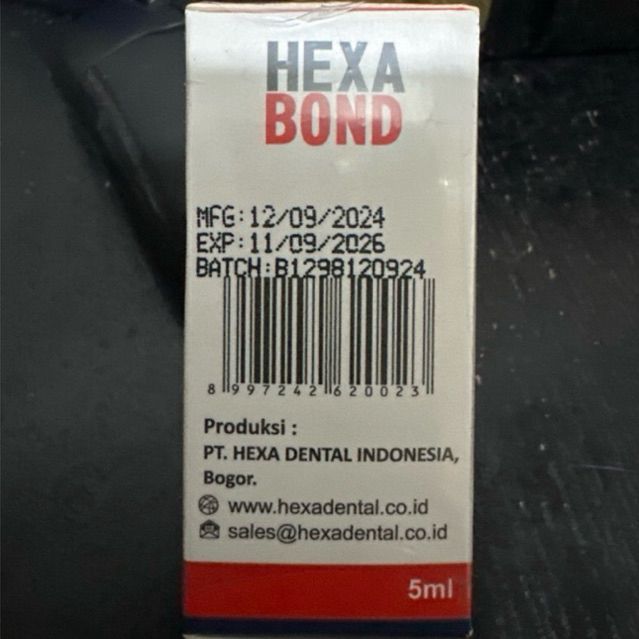 HEXA
BOND
MFG:12/09/2024
EXP:11/09/2026
BATCH:B1298120924
8 997242 620023
Produksi :
PT. HEXA DENTAL INDONESIA,
Bogor.
www.hexadental.co.id
sales@hexadental.co.id
5ml